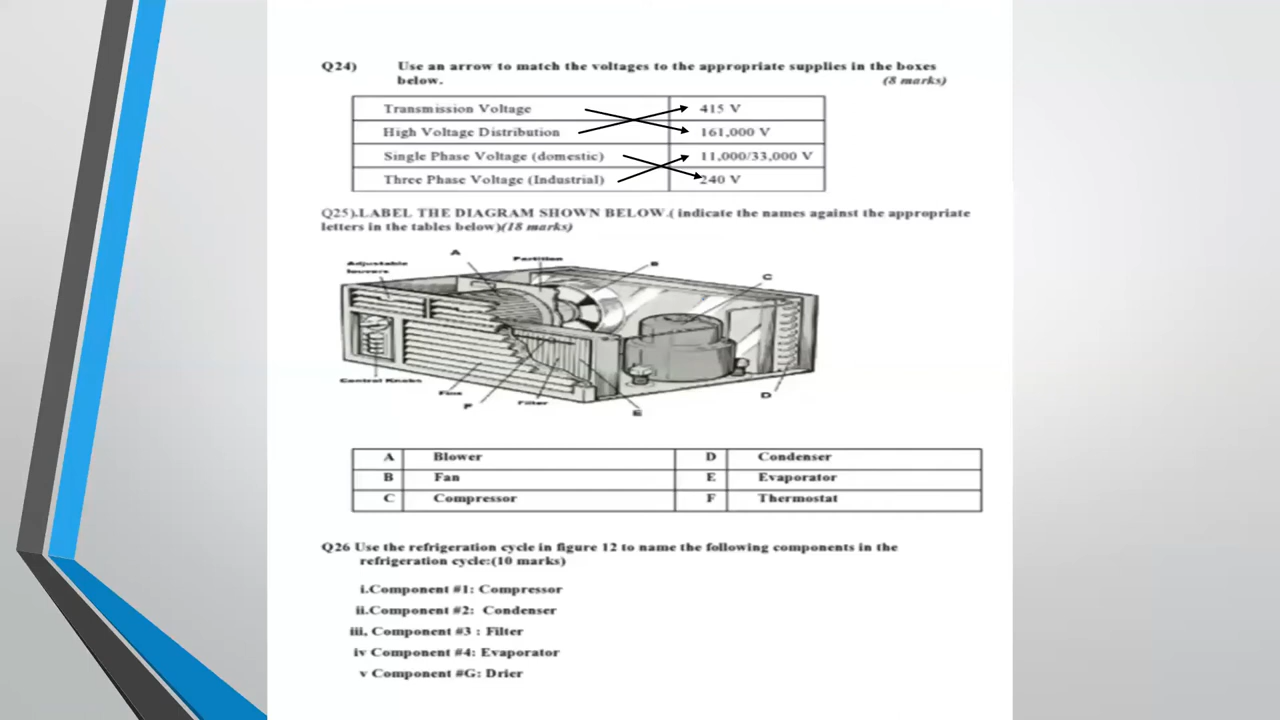 Q24) Use an arrow to match the voltages to the appropriate supplies in the boxes
below. (8 marks)
Transmission Voltage 415 V
High Voltage Distribution 161,000 V
Single Phase Voltage (domestic) 11,000/33,000 V
Three Phase Voltage (Industrial) 240 V
Q25).LABEL THE DIAGRAM SHOWN BELOW.( indicate the names against the appropriate
letters in the tables below)(18 marks)
A
Partition
B
Adjustable
louvers
C
Control Knobs
Fins
F
Filter
E
D
A Blower D Condenser
B Fan E Evaporator
C Compressor F Thermostat
Q26 Use the refrigeration cycle in figure 12 to name the following components in the
refrigeration cycle:(10 marks)
i.Component #1: Compressor
ii.Component #2: Condenser
iii, Component #3 : Filter
iv Component #4: Evaporator
v Component #G: Drier